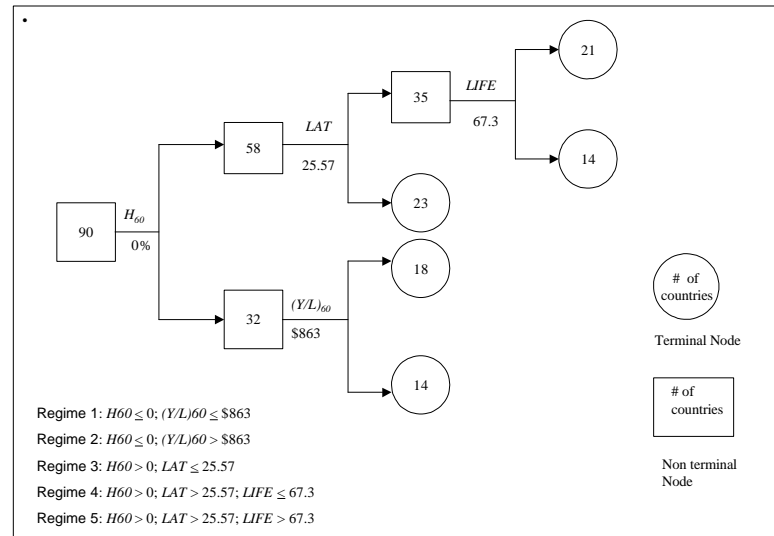 •
21
LIFE
35
67.3
LAT
58
14
25.57
H60
90
23
0%
18
(Y/L)60
32
$863
14
# of
countries
Terminal Node
# of
countries
Non terminal
Node
Regime 1: H60 ≤ 0; (Y/L)60 ≤ $863
Regime 2: H60 ≤ 0; (Y/L)60 > $863
Regime 3: H60 > 0; LAT ≤ 25.57
Regime 4: H60 > 0; LAT > 25.57; LIFE ≤ 67.3
Regime 5: H60 > 0; LAT > 25.57; LIFE > 67.3